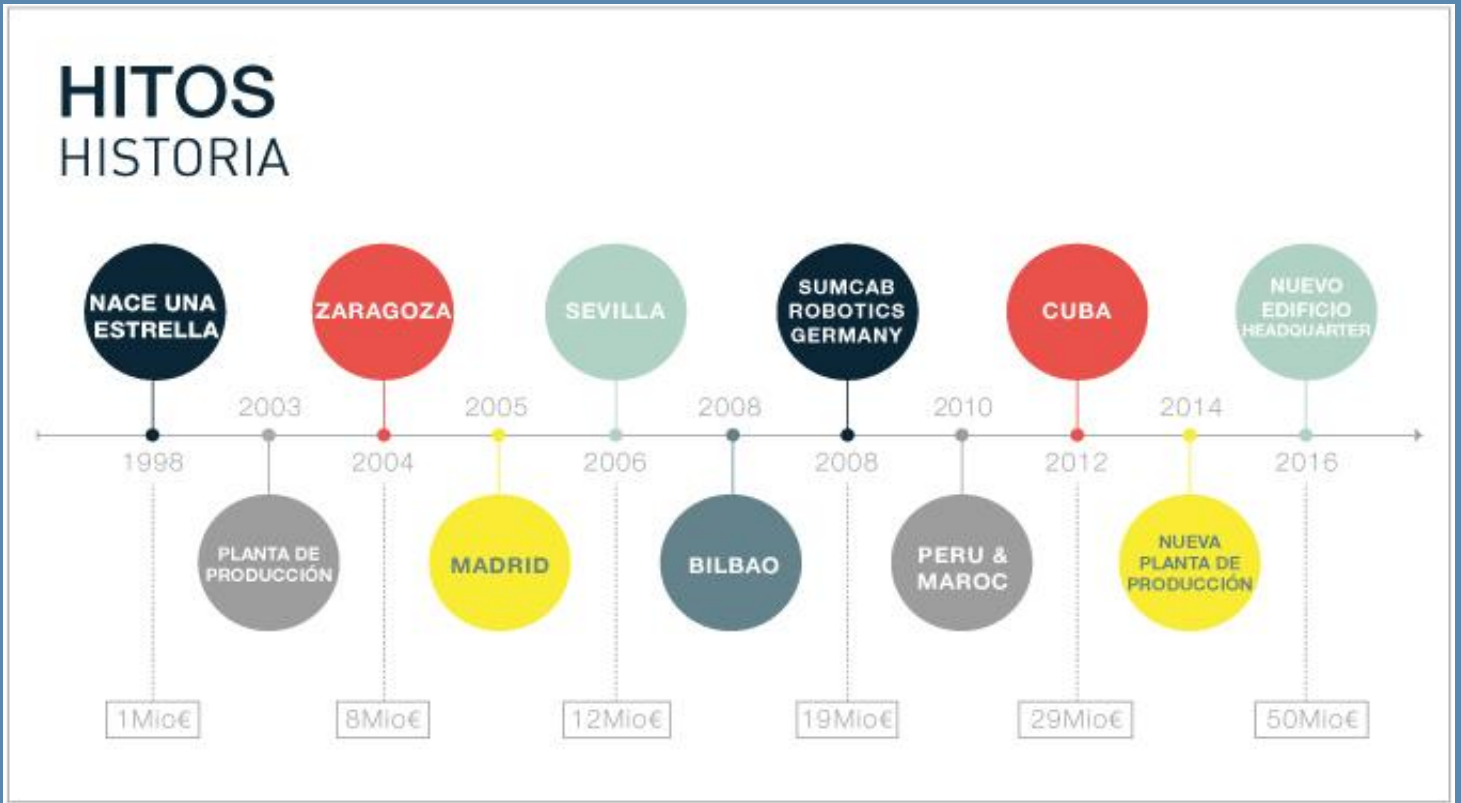 HITOS
HISTORIA
NACE UNA
ESTRELLA
ZARAGOZA
SEVILLA
SUMCAB
ROBOTICS
GERMANY
CUBA
NUEVO
EDIFICIO
HEADQUARTER
2003
2005
2008
2010
2014
1998
2004
2006
2008
2012
2016
PLANTA DE
PRODUCCIÓN
MADRID
BILBAO
PERU &
MAROC
NUEVA
PLANTA DE
PRODUCCIÓN
1Mio€
8Mio€
12Mio€
19Mio€
29Mio€
50Mio€